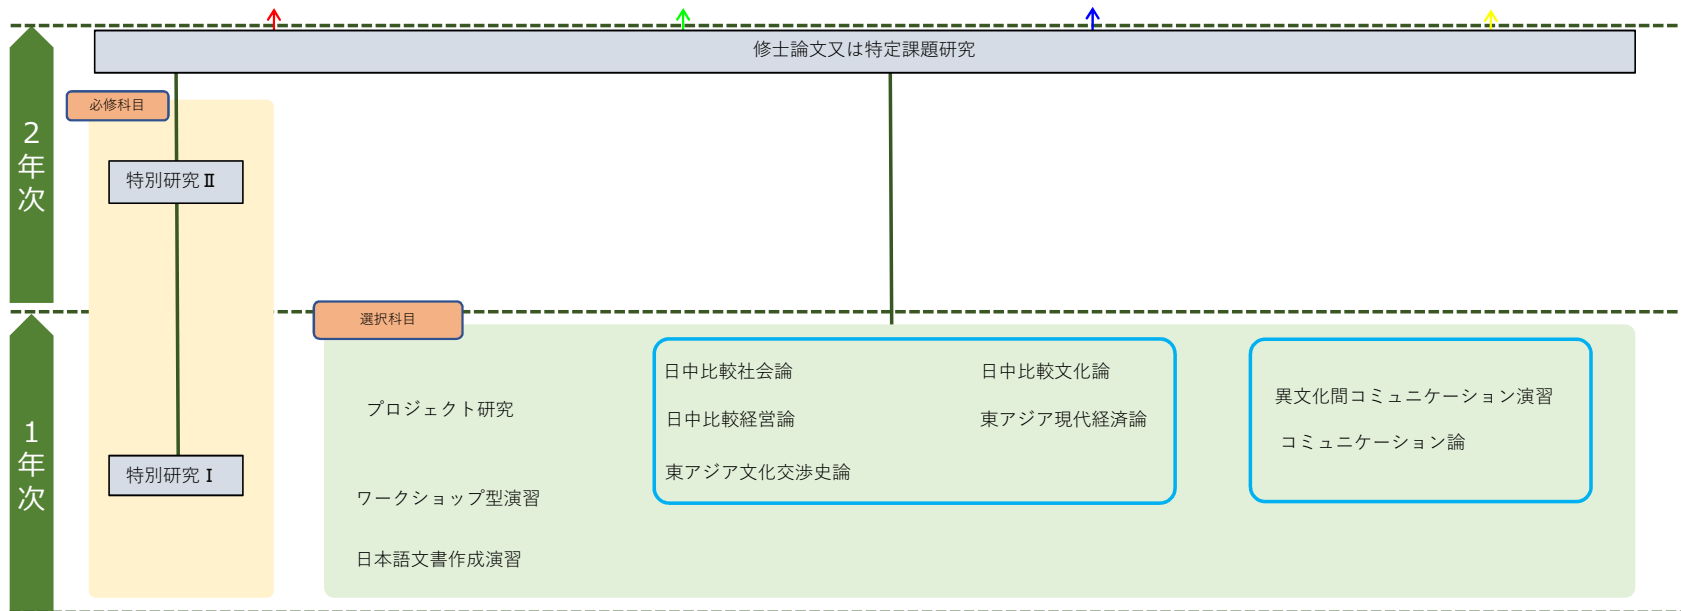 修士論文又は特定課題研究
必修科目
2年次
特別研究Ⅱ
選択科目
1年次
特別研究Ⅰ
プロジェクト研究
ワークショップ型演習
日本語文書作成演習
日中比較社会論
日中比較文化論
日中比較経営論
東アジア現代経済論
東アジア文化交渉史論
異文化間コミュニケーション演習
コミュニケーション論